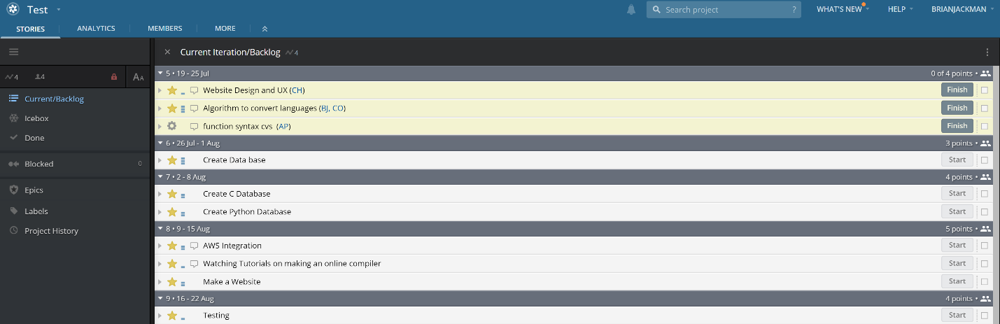 Test
Search project ?
WHAT'S NEW
HELP
BRIANJACKMAN
STORIES
ANALYTICS
MEMBERS
MORE
4
4
AA
Current/Backlog
Icebox
Done
Blocked 0
Epics
Labels
Project History
Current Iteration/Backlog 4
5 • 19 - 25 Jul 0 of 4 points •
Website Design and UX (CH) Finish
Algorithm to convert languages (BJ, CO) Finish
function syntax cvs (AP) Finish
6 • 26 Jul - 1 Aug 3 points •
Create Data base Start
7 • 2 - 8 Aug 4 points •
Create C Database Start
Create Python Database Start
8 • 9 - 15 Aug 5 points •
AWS Integration Start
Watching Tutorials on making an online compiler Start
Make a Website Start
9 • 16 - 22 Aug 4 points •
Testing Start